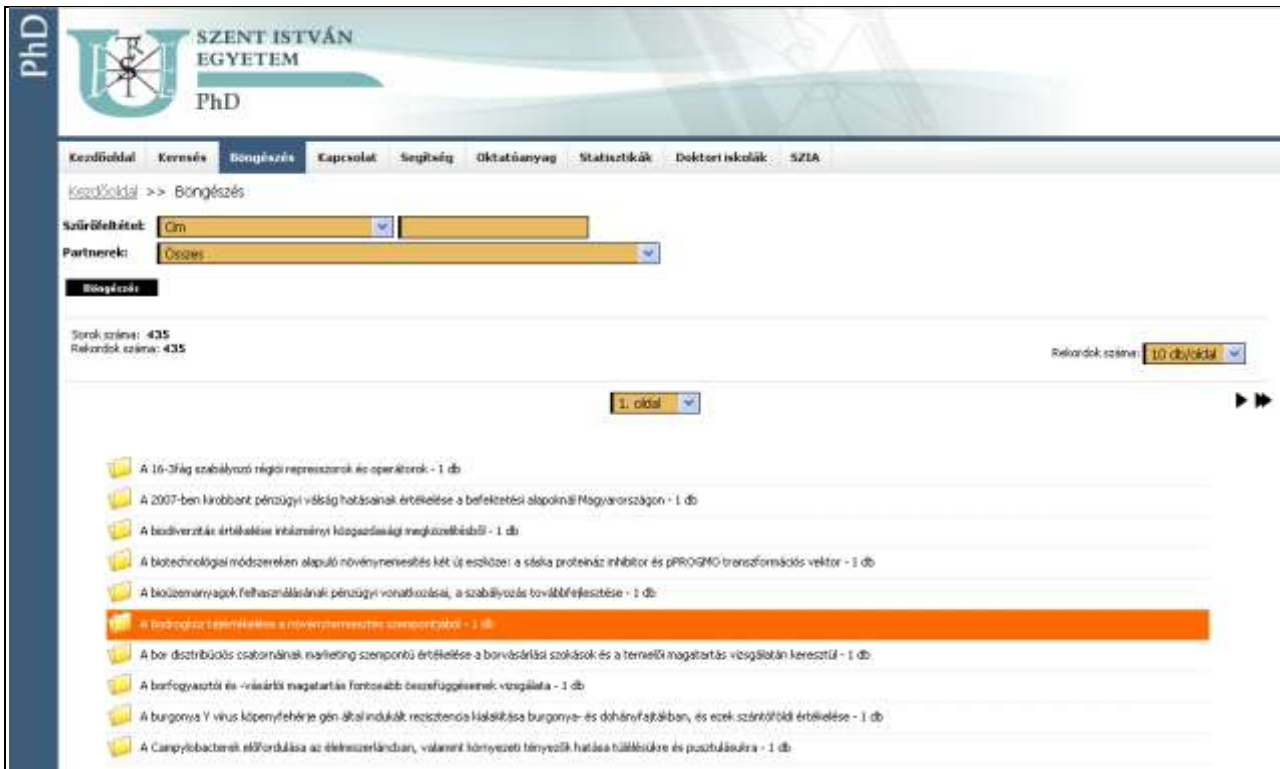 PhD
SZENT ISTVÁN
EGYETEM
PhD
Kezdőoldal Keresés Böngészés Kapcsolat Segítség Oktatóanyag Statisztikák Doktori iskolák SZIA
Kezdőoldal >> Böngészés
Szűrőfeltétel: Cím
Partnerek: Összes
Böngészés
Sorok száma: 435
Rekordok száma: 435
Rekordok száma: 10 db/oldal
1. oldal
A 16-3fág szabályozó régiói represszorok és operátorok - 1 db
A 2007-ben kirobbant pénzügyi válság hatásainak értékelése a befektetési alapoknál Magyarországon - 1 db
A biodiverzitás értékelése intézményi közgazdasági megközelítésből - 1 db
A biotechnológiai módszereken alapuló növénynemesítés két új eszköze: a sáska proteináz inhibitor és pPROGMO transzformációs vektor - 1 db
A bioüzemanyagok felhasználásának pénzügyi vonatkozásai, a szabályozás továbbfejlesztése - 1 db
A Bodrogköz tájértékelése a növénytermesztés szempontjából - 1 db
A bor disztribúciós csatornáinak marketing szempontú értékelése a borvásárlási szokások és a termelői magatartás vizsgálatán keresztül - 1 db
A borfogyasztói és -vásárlói magatartás fontosabb összefüggéseinek vizsgálata - 1 db
A burgonya Y vírus köpenyfehérje gén által indukált rezisztencia kialakítása burgonya- és dohányfajtákban, és ezek szántóföldi értékelése - 1 db
A Campylobacterek előfordulása az élelmiszerláncban, valamint környezeti tényezők hatása túlélésükre és pusztulásukra - 1 db